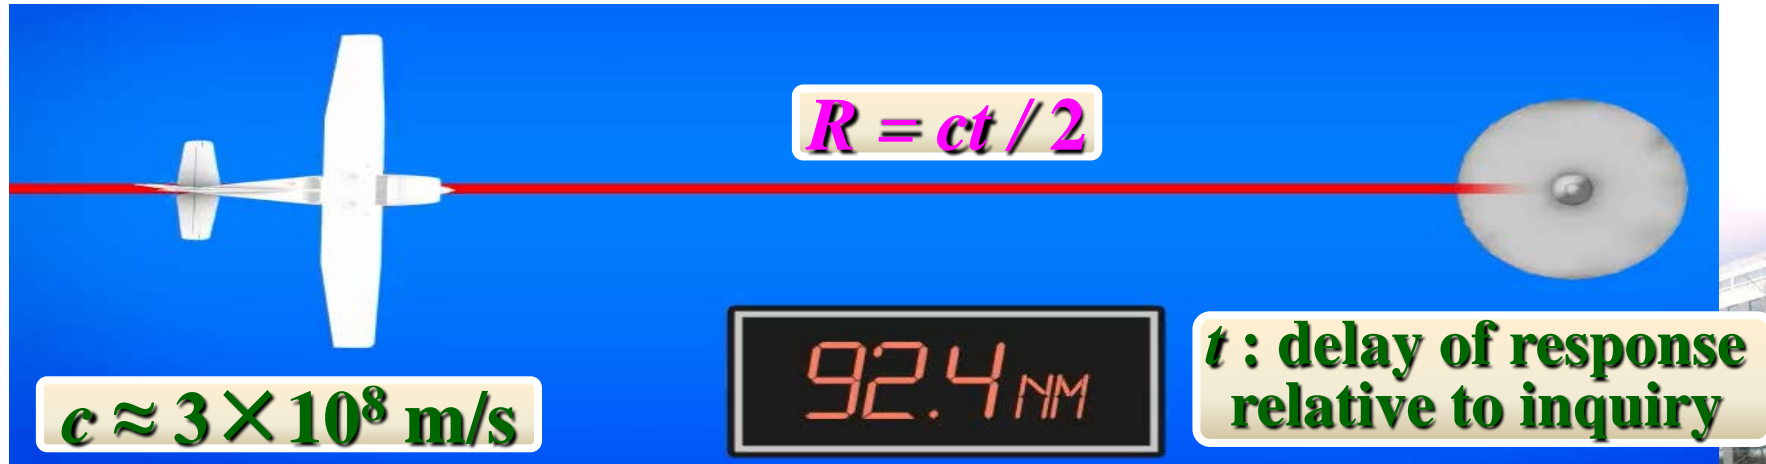 R = ct / 2
92.4 NM
c ≈ 3×10⁸ m/s
t : delay of response
relative to inquiry